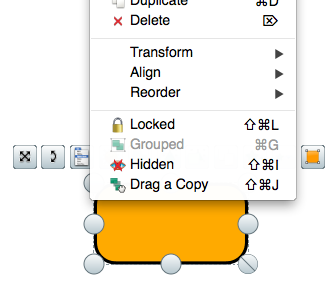 Duplicate ⌘D
Delete ⌦
Transform ▶
Align ▶
Reorder ▶
Locked ⇧⌘L
Grouped ⌘G
Hidden ⇧⌘I
Drag a Copy ⇧⌘J